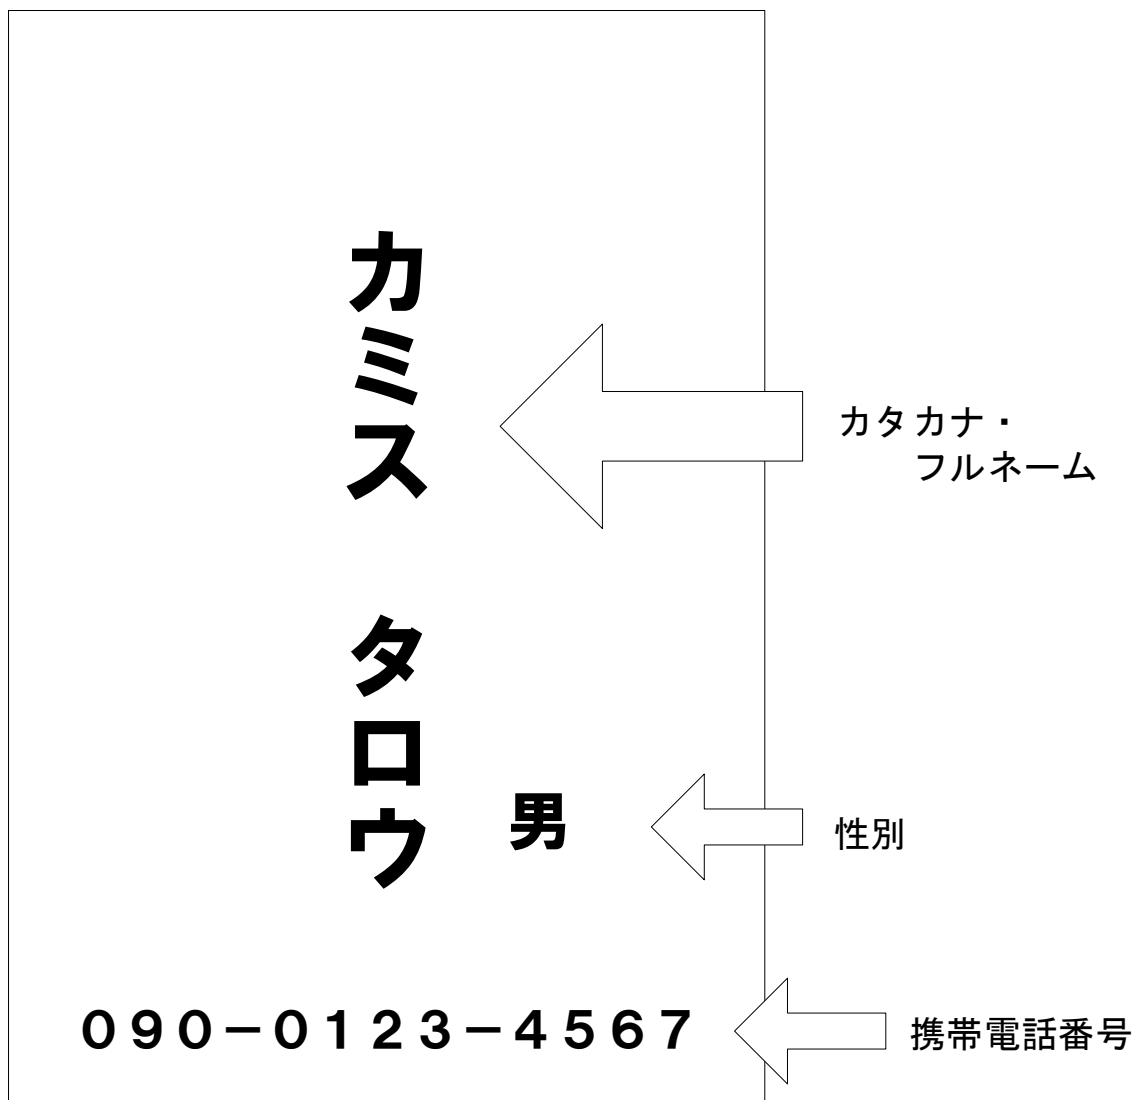 カミス　タロウ
カタカナ・
フルネーム
男
性別
０９０－０１２３－４５６７
携帯電話番号